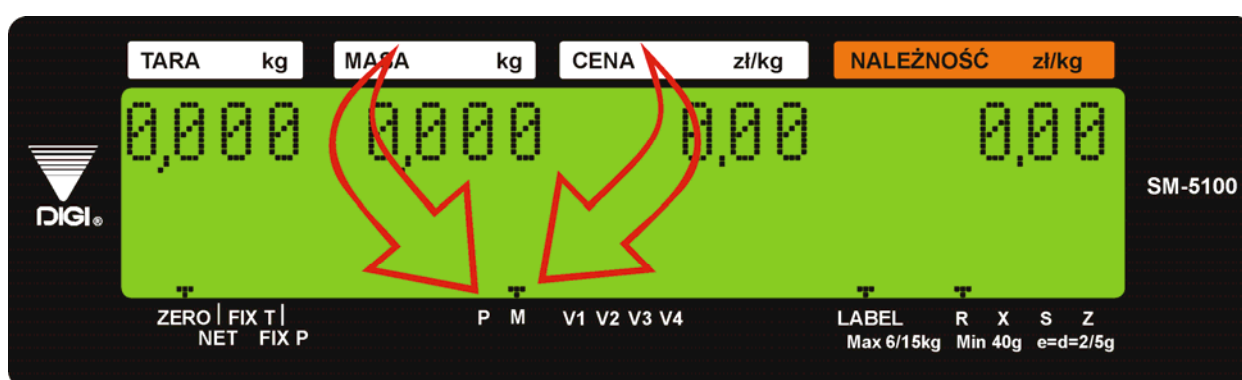 TARA kg MASA kg CENA zł/kg NALEŻNOŚĆ zł/kg
0,000 0,000 0,00 0,00
DIGI® SM-5100
ZERO FIX T P M V1 V2 V3 V4 LABEL R X S Z
NET FIX P Max 6/15kg Min 40g e=d=2/5g